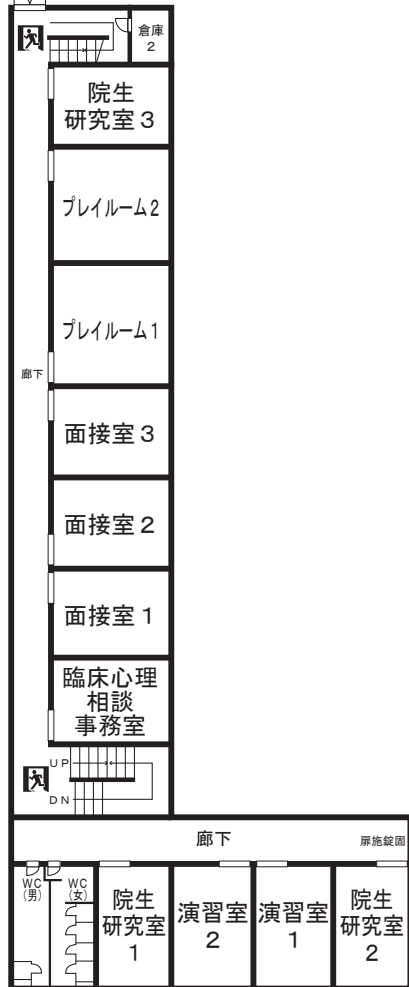 倉庫
2
院生
研究室3
プレイルーム2
プレイルーム1
廊下
面接室3
面接室2
面接室1
臨床心理
相談
事務室
UP
DN
廊下
扉施錠固
WC
(男)
WC
(女)
院生
研究室
1
演習室
2
演習室
1
院生
研究室
2